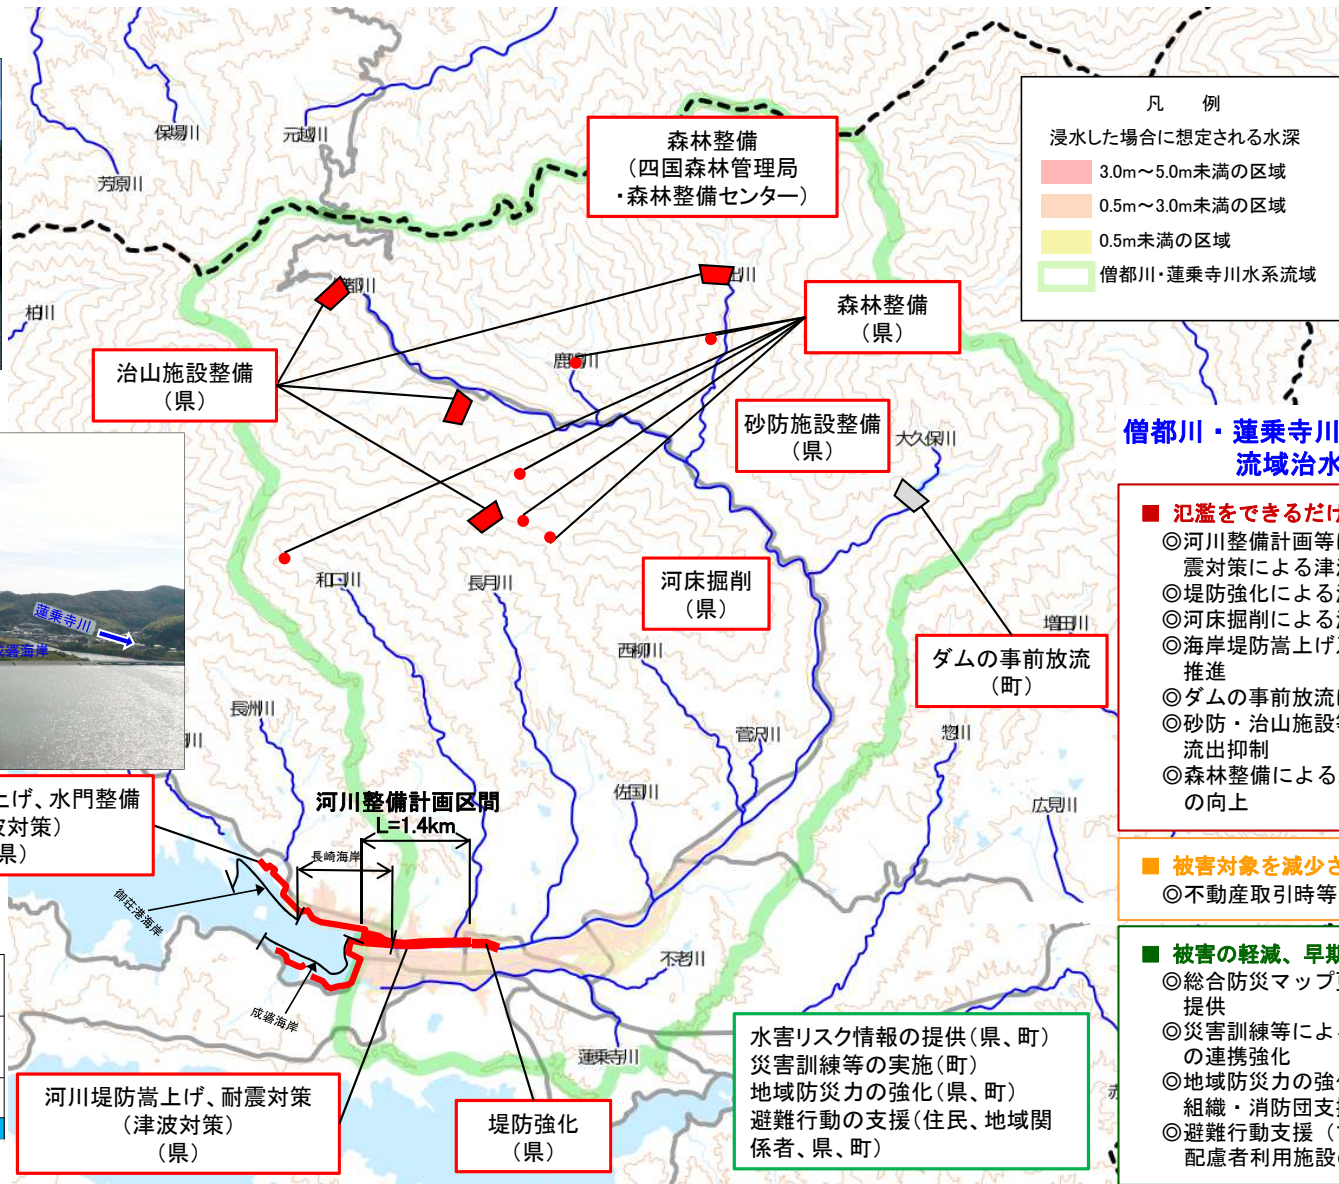 凡　例
浸水した場合に想定される水深
3.0m～5.0m未満の区域
0.5m～3.0m未満の区域
0.5m未満の区域
僧都川・蓮乗寺川水系流域
保場川
元越川
芳原川
柏川
都川
出川
森林整備
（四国森林管理局
・森林整備センター）
森林整備
（県）
治山施設整備
（県）
砂防施設整備
（県）
大久保川
河床掘削
（県）
ダムの事前放流
（町）
和口川
長月川
西柳川
増田川
長州川
菅沢川
惣川
佐国川
広見川
川
不老川
蓮乗寺川
蓮乗寺川
成碆海岸
上げ、水門整備
対策）
県）
河川整備計画区間
L=1.4km
長崎海岸
御荘港海岸
成碆海岸
河川堤防嵩上げ、耐震対策
（津波対策）
（県）
堤防強化
（県）
水害リスク情報の提供（県、町）
災害訓練等の実施（町）
地域防災力の強化（県、町）
避難行動の支援（住民、地域関
係者、県、町）
僧都川・蓮乗寺川
流域治水
■ 氾濫をできるだけ
◎河川整備計画等
震対策による津
◎堤防強化による
◎河床掘削による
◎海岸堤防嵩上げ
推進
◎ダムの事前放流
◎砂防・治山施設
流出抑制
◎森林整備による
の向上
■ 被害対象を減少さ
◎不動産取引時等
■ 被害の軽減、早期
◎総合防災マップ
提供
◎災害訓練等によ
の連携強化
◎地域防災力の強
組織・消防団支
◎避難行動支援（
配慮者利用施設